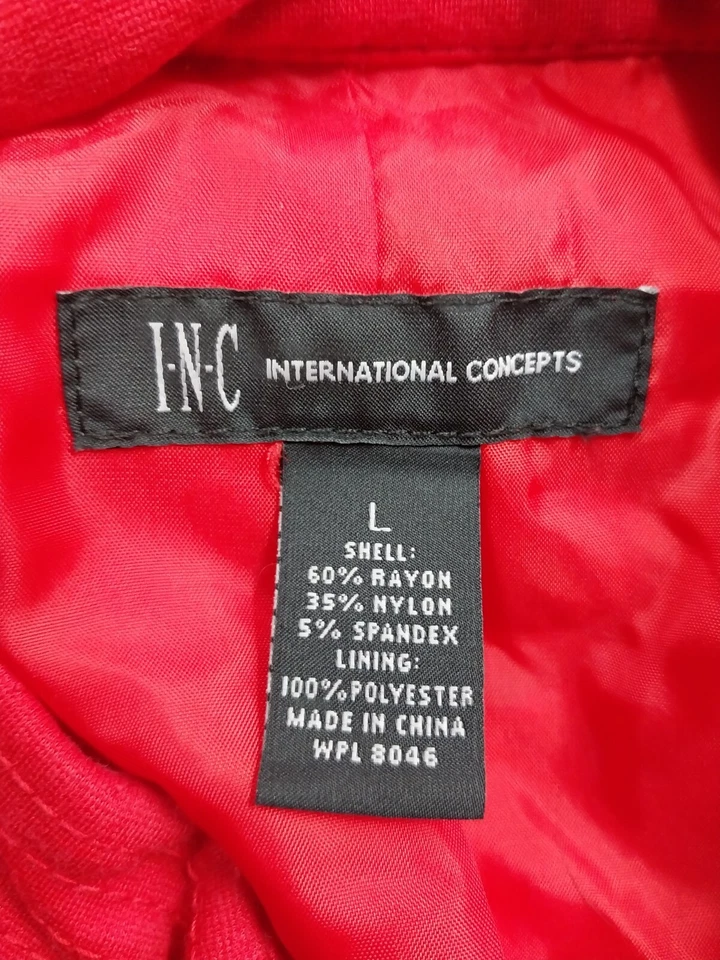 I·N·C INTERNATIONAL CONCEPTS
L
SHELL:
60% RAYON
35% NYLON
5% SPANDEX
LINING:
100% POLYESTER
MADE IN CHINA
WPL 8046